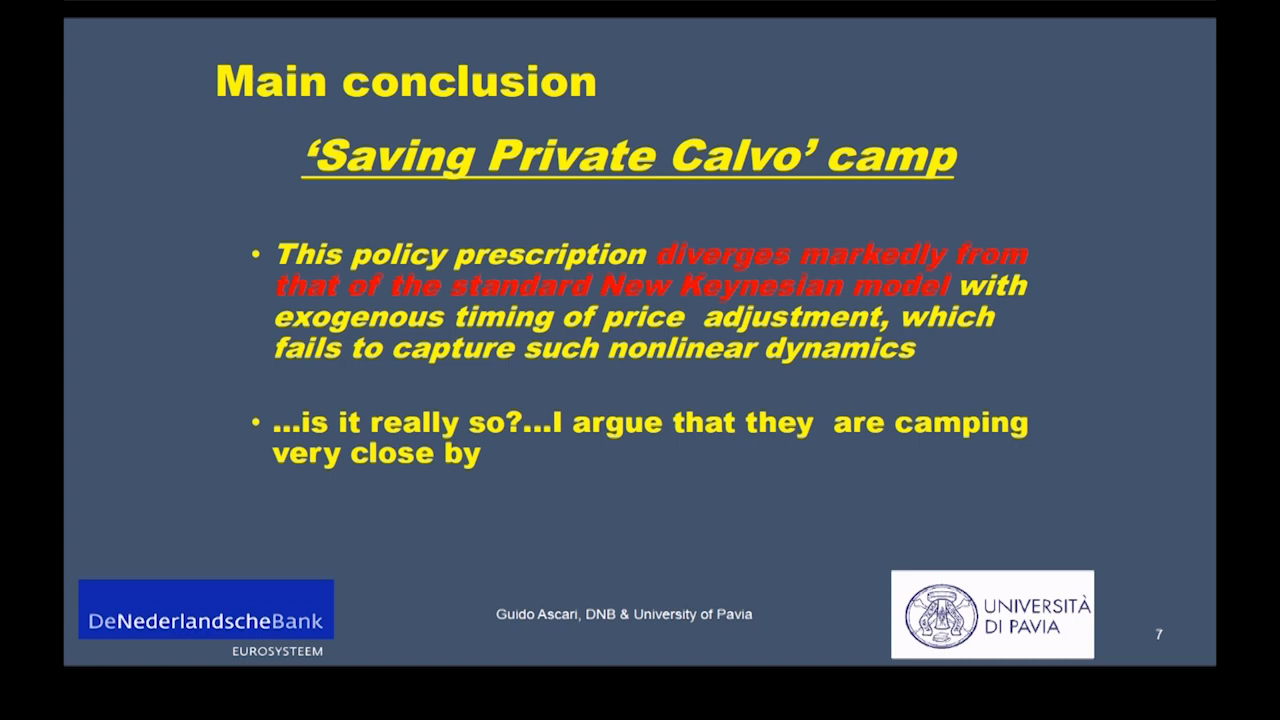 Main conclusion
‘Saving Private Calvo’ camp
• This policy prescription diverges markedly from
that of the standard New Keynesian model with
exogenous timing of price  adjustment, which
fails to capture such nonlinear dynamics
• …is it really so?...I argue that they  are camping
very close by
DeNederlandscheBank
EUROSYSTEEM
Guido Ascari, DNB & University of Pavia
UNIVERSITÀ
DI PAVIA
7